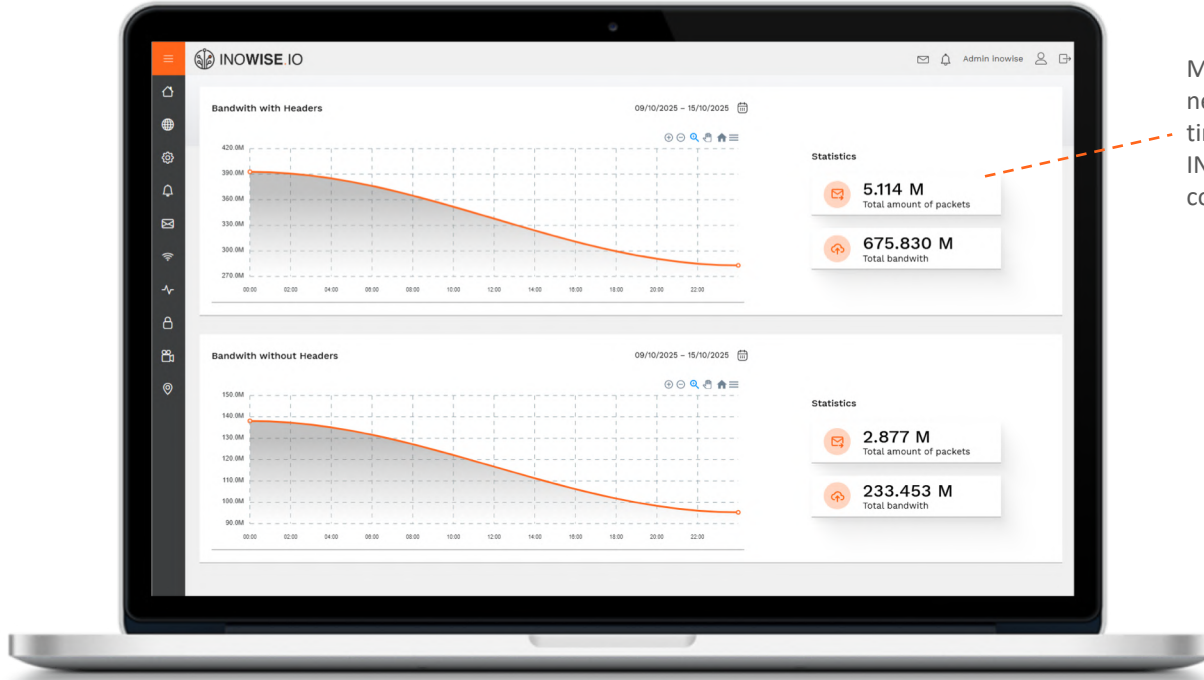 INOWISE.IO
Admin Inowise
Bandwith with Headers
09/10/2025 – 15/10/2025
420.0M
390.0M
360.0M
330.0M
300.0M
270.0M
00:00 02:00 04:00 06:00 08:00 10:00 12:00 14:00 16:00 18:00 20:00 22:00
Statistics
5.114 M
Total amount of packets
675.830 M
Total bandwith
Bandwith without Headers
09/10/2025 – 15/10/2025
150.0M
140.0M
130.0M
120.0M
110.0M
100.0M
90.0M
00:00 02:00 04:00 06:00 08:00 10:00 12:00 14:00 16:00 18:00 20:00 22:00
Statistics
2.877 M
Total amount of packets
233.453 M
Total bandwith